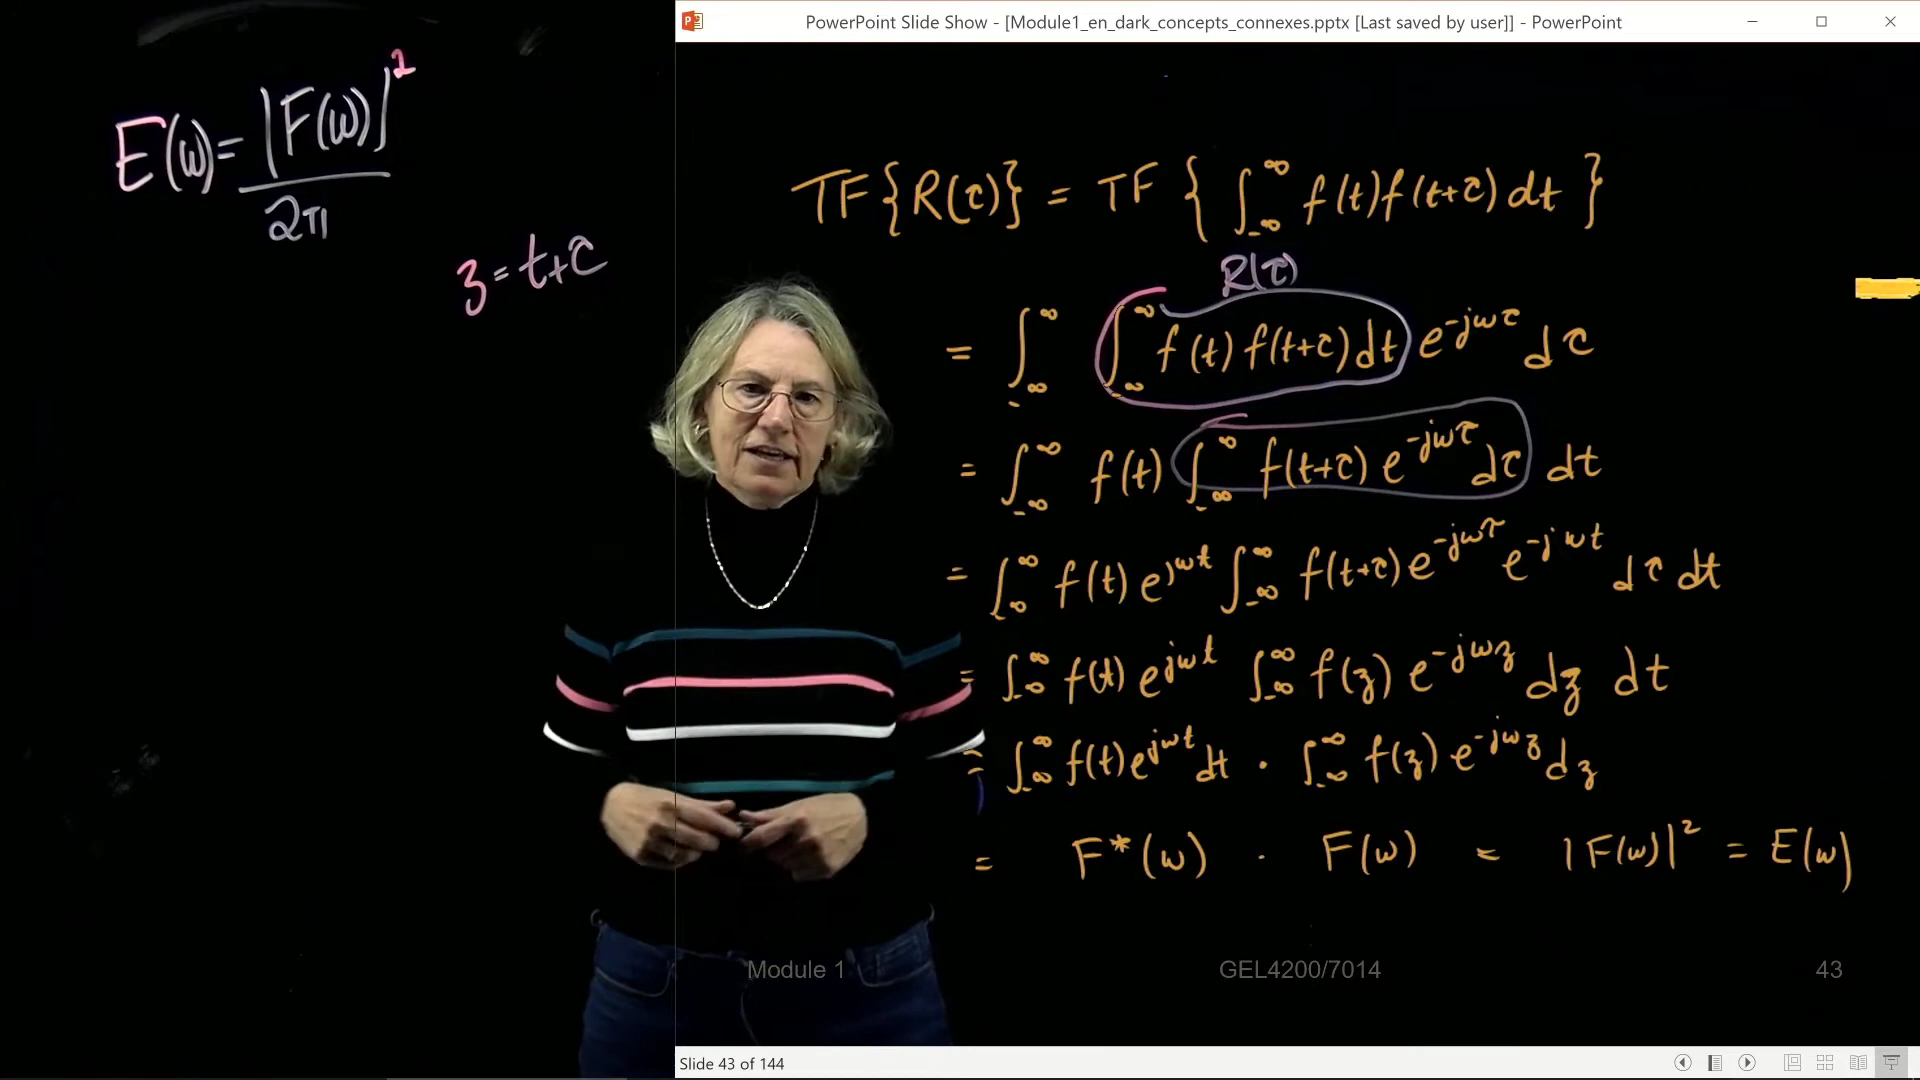 PowerPoint Slide Show - [Module1_en_dark_concepts_connexes.pptx [Last saved by user]] - PowerPoint
E(ω) = |F(ω)|²
2π
z = t+τ
TF{R(τ)} = TF { ∫_-∞^∞ f(t)f(t+τ) dt }
R(τ)
= ∫_-∞^∞ ∫_-∞^∞ f(t) f(t+τ) dt e^-jωτ dτ
= ∫_-∞^∞ f(t) ∫_-∞^∞ f(t+τ) e^-jωτ dτ dt
= ∫_-∞^∞ f(t) e^jωt ∫_-∞^∞ f(t+τ) e^-jωτ e^-jωt dτ dt
= ∫_-∞^∞ f(t) e^jωt ∫_-∞^∞ f(z) e^-jωz dz dt
= ∫_-∞^∞ f(t) e^jωt dt · ∫_-∞^∞ f(z) e^-jωz dz
= F*(ω) · F(ω) = |F(ω)|² = E(ω)
Module 1 GEL4200/7014 43
Slide 43 of 144